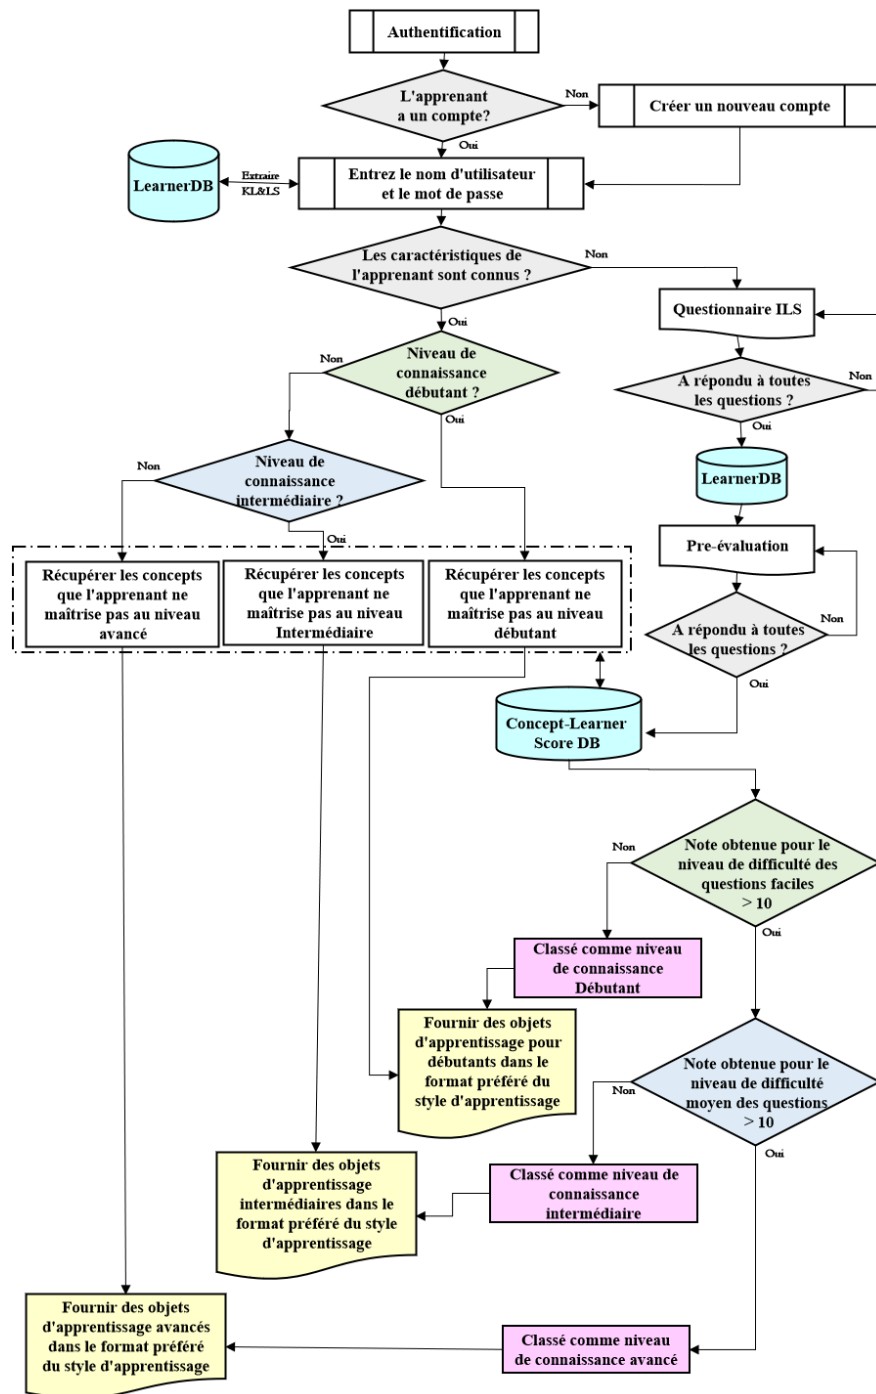 Authentification
L'apprenant
a un compte?
Non
Créer un nouveau compte
Oui
LearnerDB
Extraire
KL&LS
Entrez le nom d'utilisateur
et le mot de passe
Les caractéristiques de
l'apprenant sont connus ?
Non
Questionnaire ILS
Oui
Non
Niveau de
connaissance
débutant ?
A répondu à toutes
les questions ?
Non
Oui
Oui
Non
Niveau de
connaissance
intermédiaire ?
LearnerDB
Oui
Pre-évaluation
Récupérer les concepts
que l'apprenant ne
maîtrise pas au niveau
avancé
Récupérer les concepts
que l'apprenant ne
maîtrise pas au niveau
Intermédiaire
Récupérer les concepts
que l'apprenant ne
maîtrise pas au niveau
débutant
A répondu à toutes
les questions ?
Non
Oui
Concept-Learner
Score DB
Non
Note obtenue pour le
niveau de difficulté des
questions faciles
> 10
Oui
Classé comme niveau
de connaissance
Débutant
Fournir des objets
d'apprentissage pour
débutants dans le
format préféré du
style d'apprentissage
Note obtenue pour le
niveau de difficulté
moyen des questions
> 10
Non
Oui
Fournir des objets
d'apprentissage
intermédiaires dans le
format préféré du style
d'apprentissage
Classé comme niveau de
connaissance
intermédiaire
Fournir des objets
d'apprentissage avancés
dans le format préféré
du style d'apprentissage
Classé comme niveau
de connaissance avancé